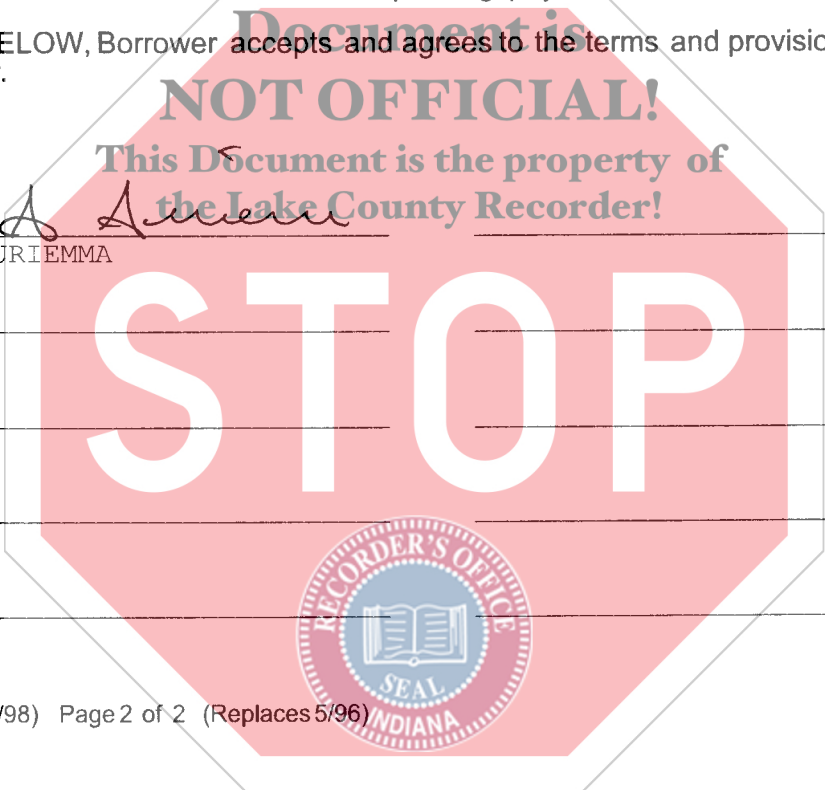 Document is
ELOW, Borrower accepts and agrees to the terms and provisio
NOT OFFICIAL!
This Document is the property of
the Lake County Recorder!
URIEMMA
STOP
RECORDER'S OFFICE
SEAL
INDIANA
/98) Page 2 of 2 (Replaces 5/96)